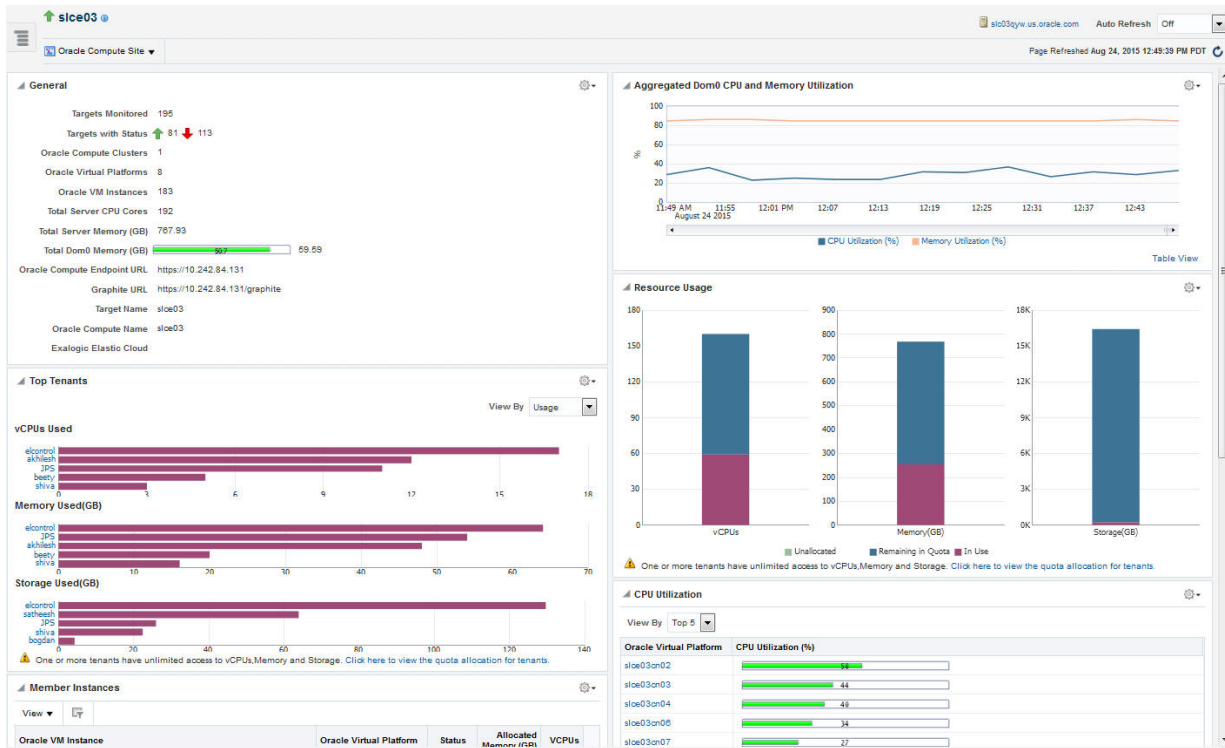 slce03
slc03qyw.us.oracle.com Auto Refresh Off
Oracle Compute Site
Page Refreshed Aug 24, 2015 12:49:39 PM PDT
General
Targets Monitored 195
Targets with Status 81 113
Oracle Compute Clusters 1
Oracle Virtual Platforms 8
Oracle VM Instances 183
Total Server CPU Cores 192
Total Server Memory (GB) 767.93
Total Dom0 Memory (GB) 50.7 59.59
Oracle Compute Endpoint URL https://10.242.84.131
Graphite URL https://10.242.84.131/graphite
Target Name slce03
Oracle Compute Name slce03
Exalogic Elastic Cloud
Top Tenants
View By Usage
vCPUs Used
elcontrol
akhilesh
JPS
beety
shiva
0 3 6 9 12 15 18
Memory Used(GB)
elcontrol
JPS
akhilesh
beety
shiva
0 10 20 30 40 50 60 70
Storage Used(GB)
elcontrol
satheesh
JPS
shiva
bogdan
0 20 40 60 80 100 120 140
One or more tenants have unlimited access to vCPUs,Memory and Storage. Click here to view the quota allocation for tenants.
Member Instances
View
Oracle VM Instance Oracle Virtual Platform Status Allocated Memory (GB) VCPUs
Aggregated Dom0 CPU and Memory Utilization
100
80
60
40
20
0
%
11:49 AM 11:55 12:01 PM 12:07 12:13 12:19 12:25 12:31 12:37 12:43
August 24 2015
CPU Utilization (%) Memory Utilization (%)
Table View
Resource Usage
180
150
120
90
60
30
0
vCPUs
900
800
700
600
500
400
300
200
100
0
Memory(GB)
18K
15K
12K
9K
6K
3K
0K
Storage(GB)
Unallocated Remaining in Quota In Use
One or more tenants have unlimited access to vCPUs,Memory and Storage. Click here to view the quota allocation for tenants.
CPU Utilization
View By Top 5
Oracle Virtual Platform CPU Utilization (%)
slce03cn02 58
slce03cn03 44
slce03cn04 40
slce03cn06 34
slce03cn07 27